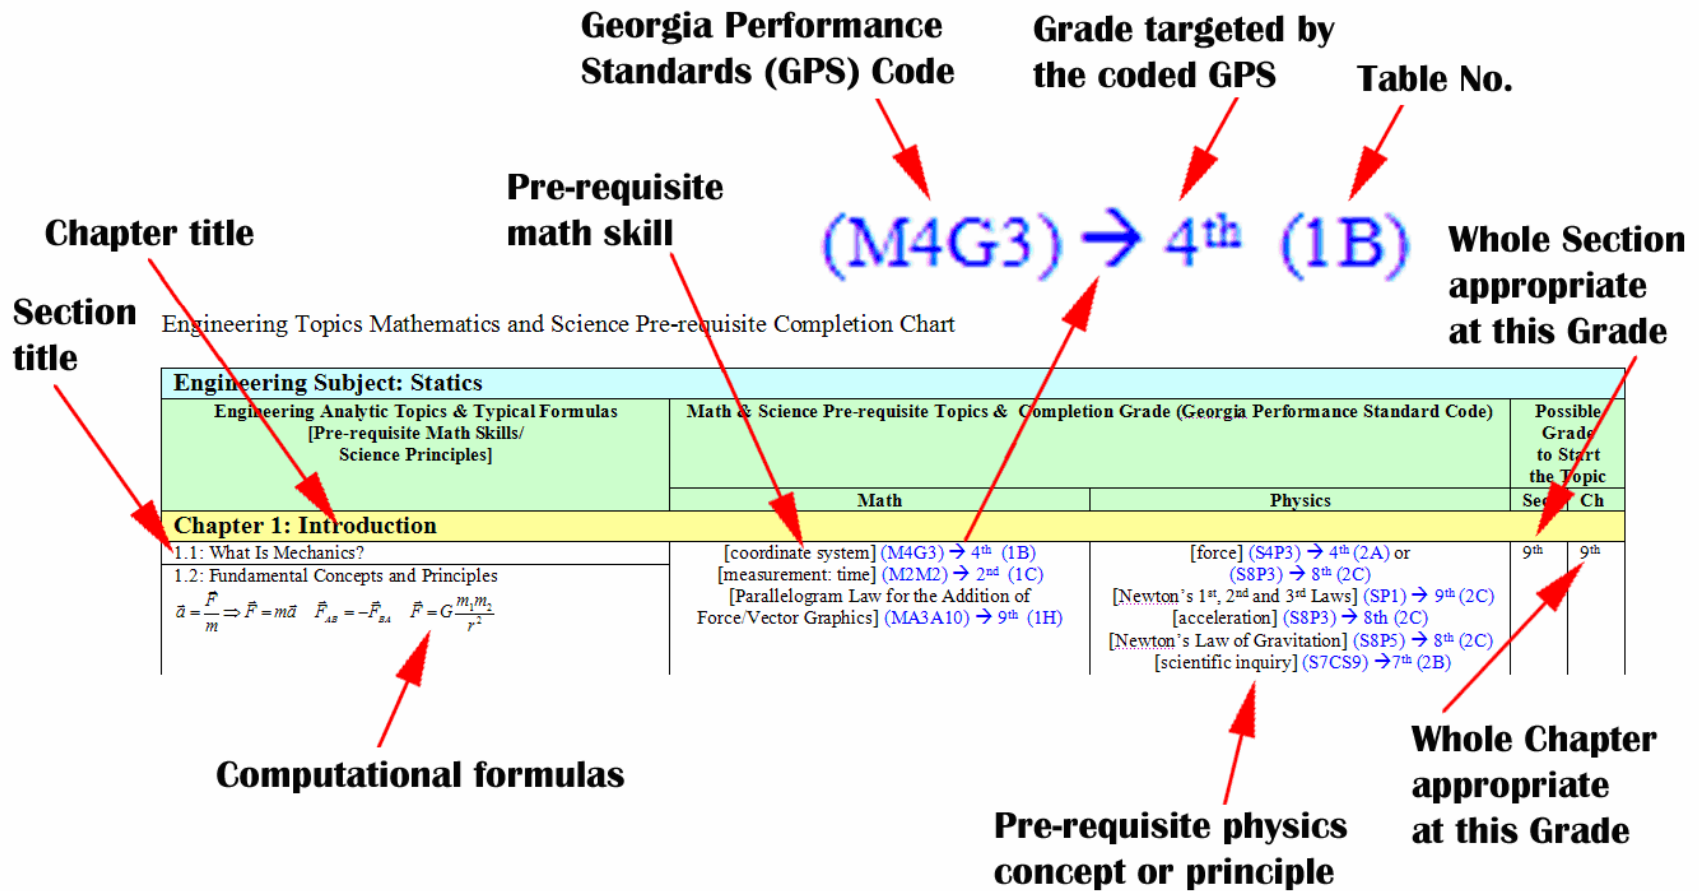 Georgia Performance
Standards (GPS) Code
Grade targeted by
the coded GPS
Table No.
Pre-requisite
math skill
Chapter title
(M4G3) → 4th (1B)
Whole Section
appropriate
at this Grade
Section
title
Engineering Topics Mathematics and Science Pre-requisite Completion Chart
Engineering Subject: Statics
Engineering Analytic Topics & Typical Formulas
[Pre-requisite Math Skills/
Science Principles]
Math & Science Pre-requisite Topics & Completion Grade (Georgia Performance Standard Code)
Possible
Grade
to Start
the Topic
Math
Physics
Sec
Ch
Chapter 1: Introduction
1.1: What Is Mechanics?
1.2: Fundamental Concepts and Principles
a⃗ = F⃗/m ⇒ F⃗ = ma⃗ F⃗_AB = −F⃗_BA F⃗ = G m₁m₂/r²
[coordinate system] (M4G3) → 4th (1B)
[measurement: time] (M2M2) → 2nd (1C)
[Parallelogram Law for the Addition of
Force/Vector Graphics] (MA3A10) → 9th (1H)
[force] (S4P3) → 4th (2A) or
(S8P3) → 8th (2C)
[Newton's 1st, 2nd and 3rd Laws] (SP1) → 9th (2C)
[acceleration] (S8P3) → 8th (2C)
[Newton's Law of Gravitation] (S8P5) → 8th (2C)
[scientific inquiry] (S7CS9) →7th (2B)
9th
9th
Computational formulas
Whole Chapter
appropriate
at this Grade
Pre-requisite physics
concept or principle